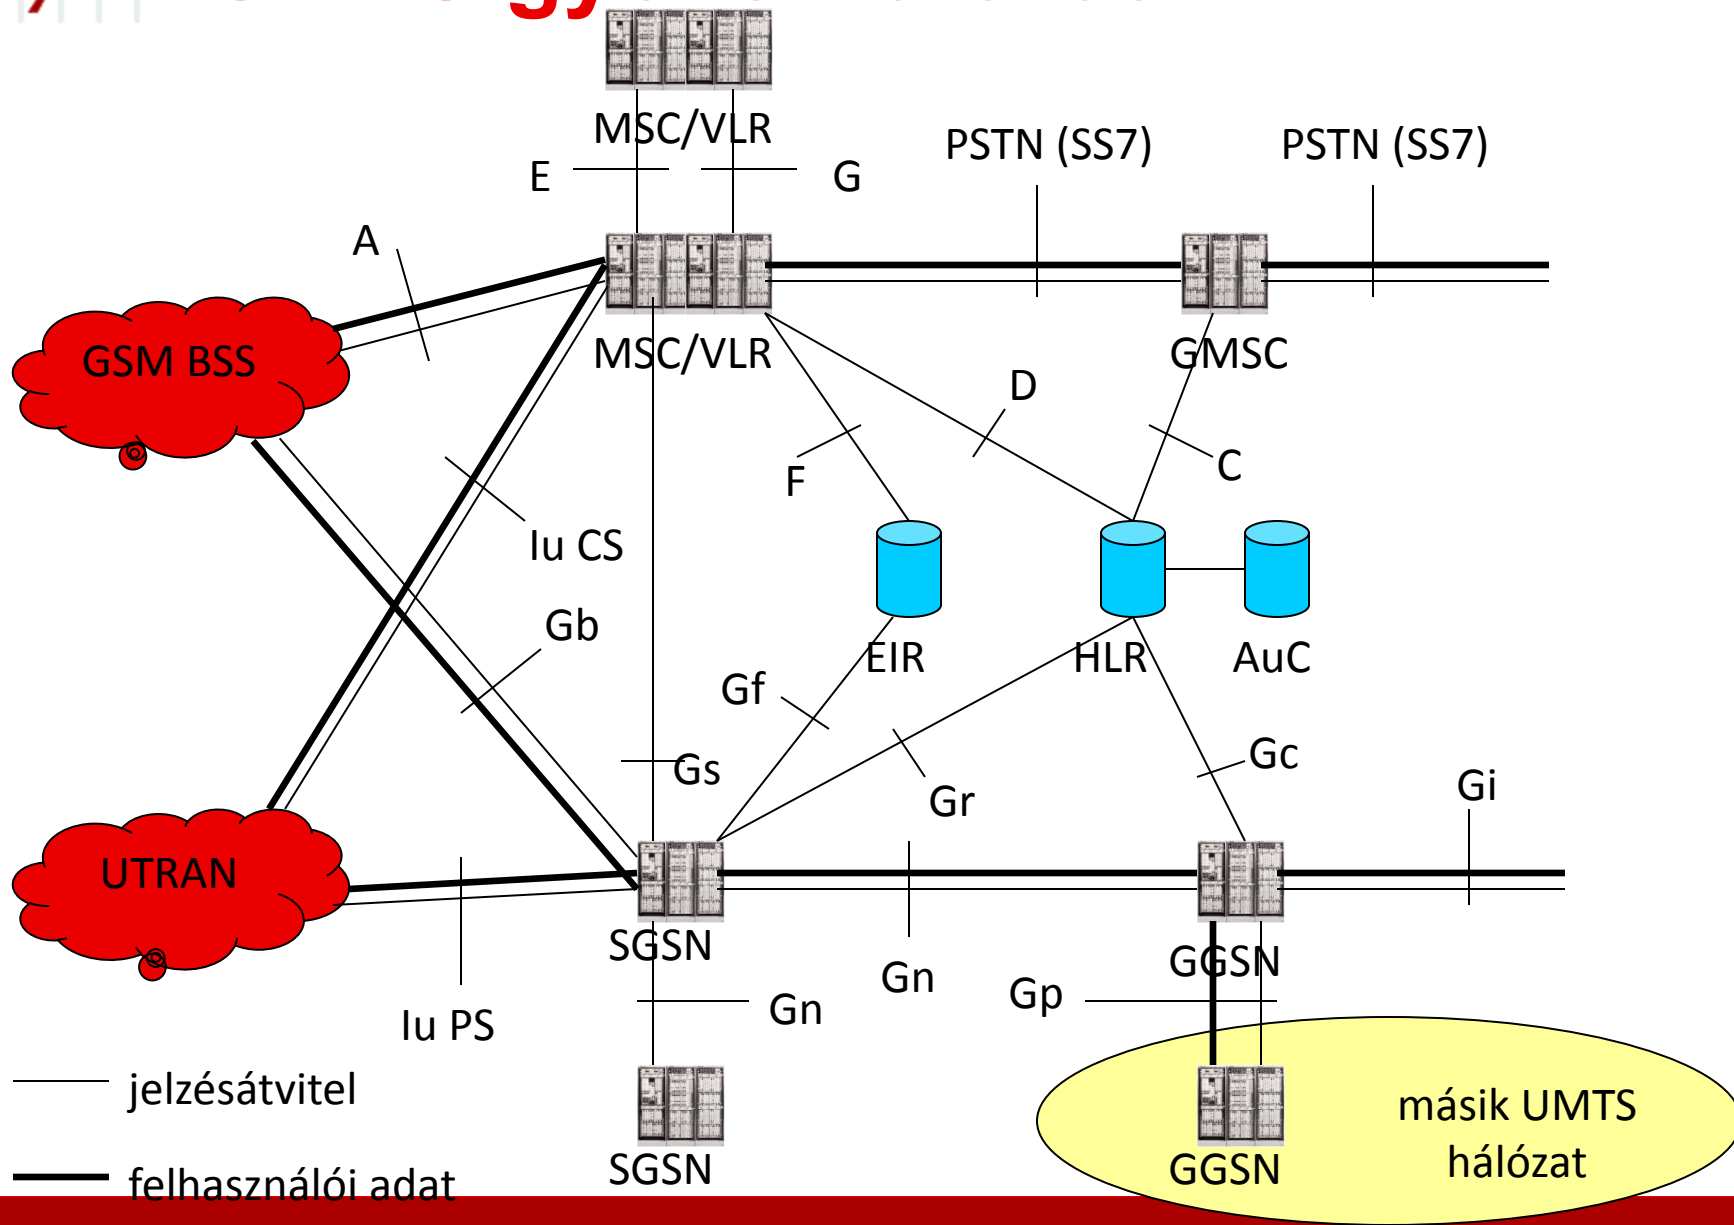 MSC/VLR
PSTN (SS7)
PSTN (SS7)
E
G
A
GSM BSS
MSC/VLR
GMSC
D
F
C
Iu CS
Gb
EIR
HLR
AuC
Gf
Gs
Gr
Gc
Gi
UTRAN
SGSN
GGSN
Gn
Gp
Gn
Iu PS
jelzésátvitel
másik UMTS
hálózat
SGSN
GGSN
felhasználói adat